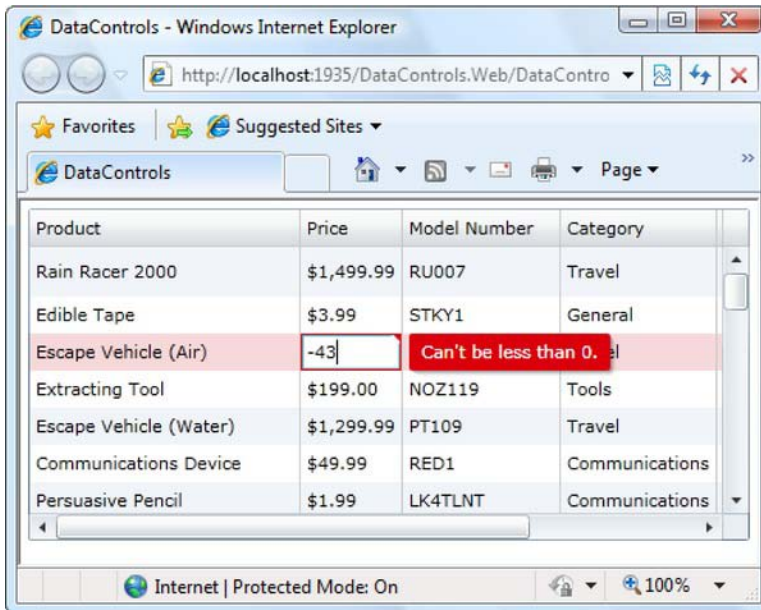 DataControls - Windows Internet Explorer
http://localhost:1935/DataControls.Web/DataContro
Favorites Suggested Sites
DataControls Page »
Product Price Model Number Category
Rain Racer 2000 $1,499.99 RU007 Travel
Edible Tape $3.99 STKY1 General
Escape Vehicle (Air) -43 Can't be less than 0. el
Extracting Tool $199.00 NOZ119 Tools
Escape Vehicle (Water) $1,299.99 PT109 Travel
Communications Device $49.99 RED1 Communications
Persuasive Pencil $1.99 LK4TLNT Communications
Internet | Protected Mode: On 100%